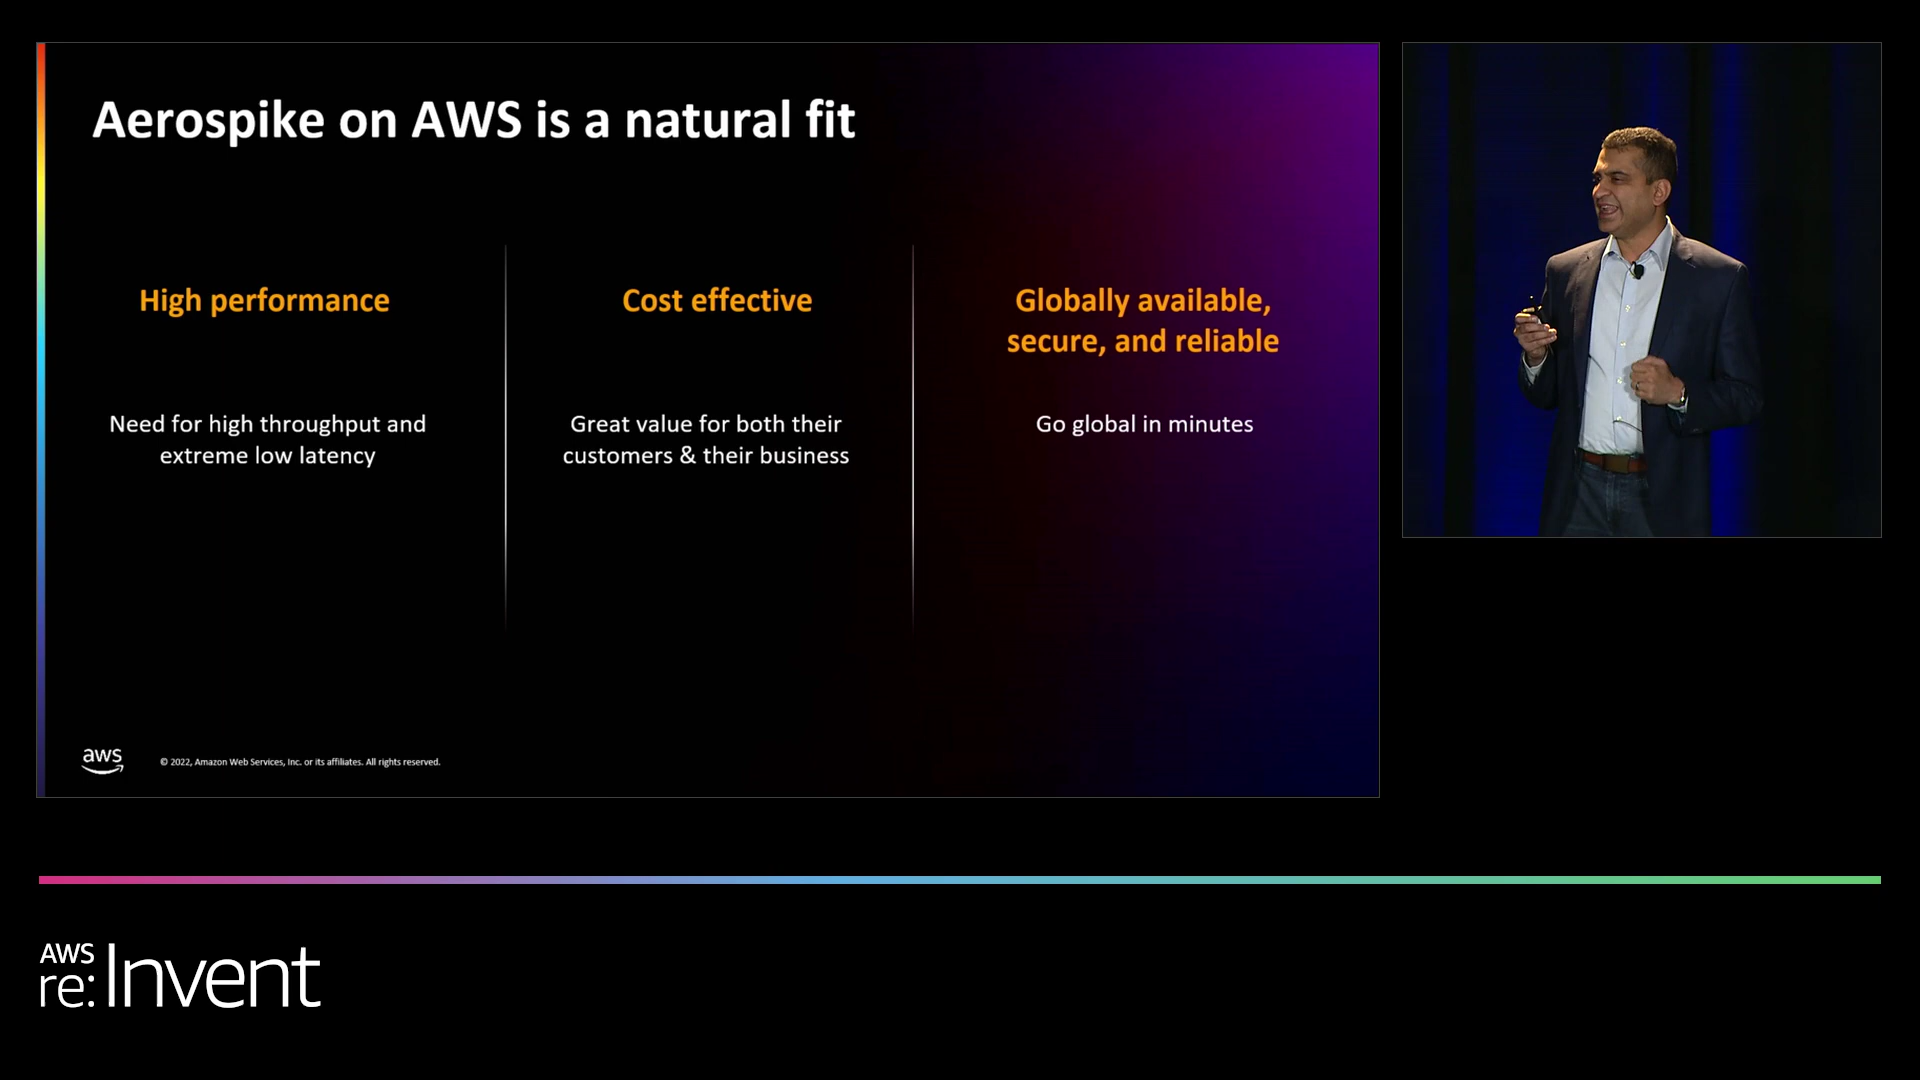 Aerospike on AWS is a natural fit
High performance
Need for high throughput and
extreme low latency
Cost effective
Great value for both their
customers & their business
Globally available,
secure, and reliable
Go global in minutes
aws
© 2022, Amazon Web Services, Inc. or its affiliates. All rights reserved.
AWS
re:Invent